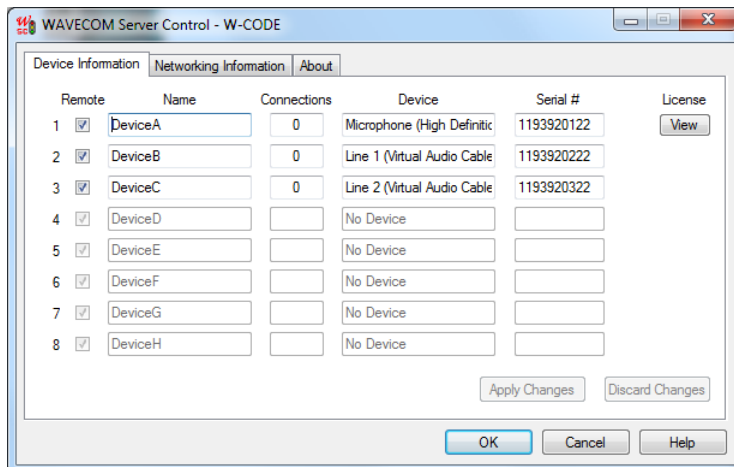 WAVECOM Server Control - W-CODE
Device Information Networking Information About
Remote Name Connections Device Serial # License
1 DeviceA 0 Microphone (High Definitic 1193920122 View
2 DeviceB 0 Line 1 (Virtual Audio Cable 1193920222
3 DeviceC 0 Line 2 (Virtual Audio Cable 1193920322
4 DeviceD No Device
5 DeviceE No Device
6 DeviceF No Device
7 DeviceG No Device
8 DeviceH No Device
Apply Changes Discard Changes
OK Cancel Help